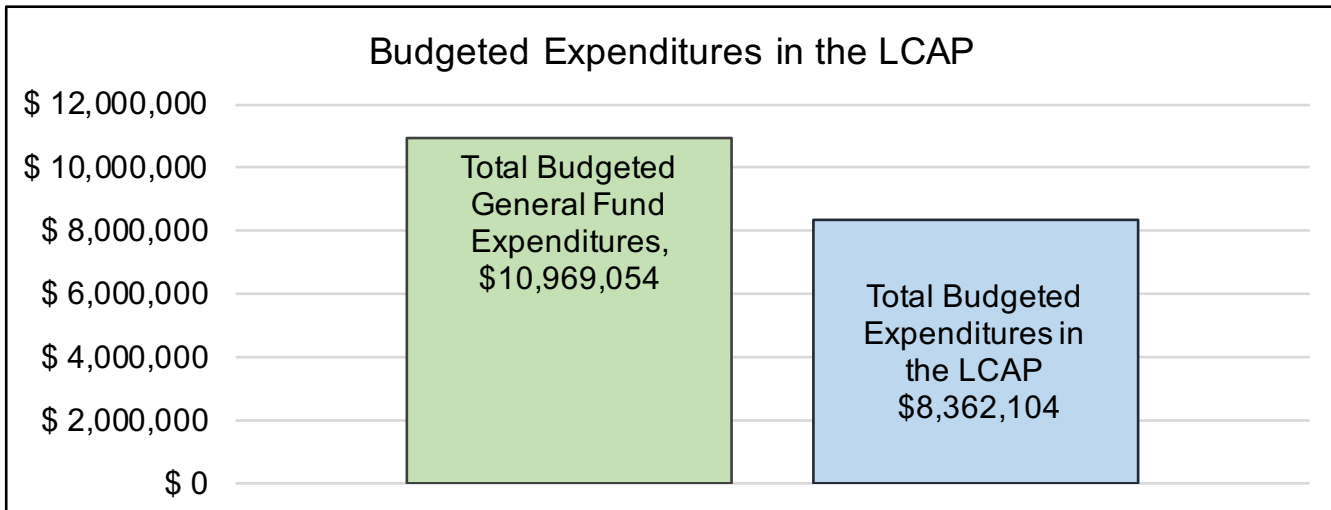 Budgeted Expenditures in the LCAP
$ 12,000,000
$ 10,000,000
$ 8,000,000
$ 6,000,000
$ 4,000,000
$ 2,000,000
$ 0
Total Budgeted
General Fund
Expenditures,
$10,969,054
Total Budgeted
Expenditures in
the LCAP
$8,362,104